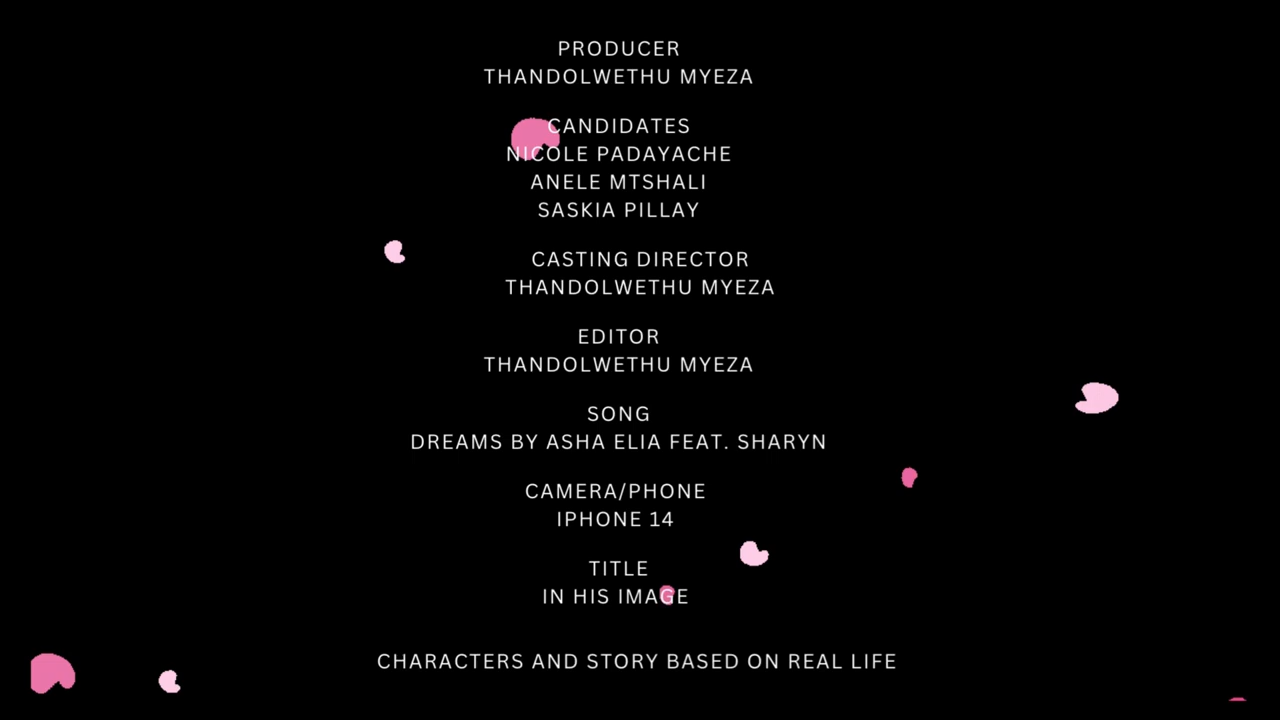 PRODUCER
THANDOLWETHU MYEZA
CANDIDATES
NICOLE PADAYACHE
ANELE MTSHALI
SASKIA PILLAY
CASTING DIRECTOR
THANDOLWETHU MYEZA
EDITOR
THANDOLWETHU MYEZA
SONG
DREAMS BY ASHA ELIA FEAT. SHARYN
CAMERA/PHONE
IPHONE 14
TITLE
IN HIS IMAGE
CHARACTERS AND STORY BASED ON REAL LIFE